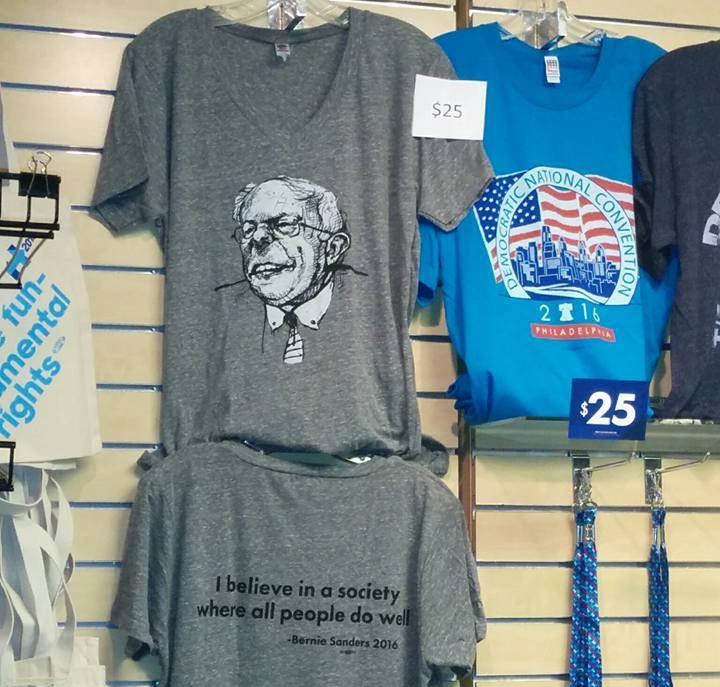 $25
DEMOCRATIC NATIONAL CONVENTION
2 16
PHILADELPHIA
$25
fun-
mental
rights
I believe in a society
where all people do well
-Bernie Sanders 2016